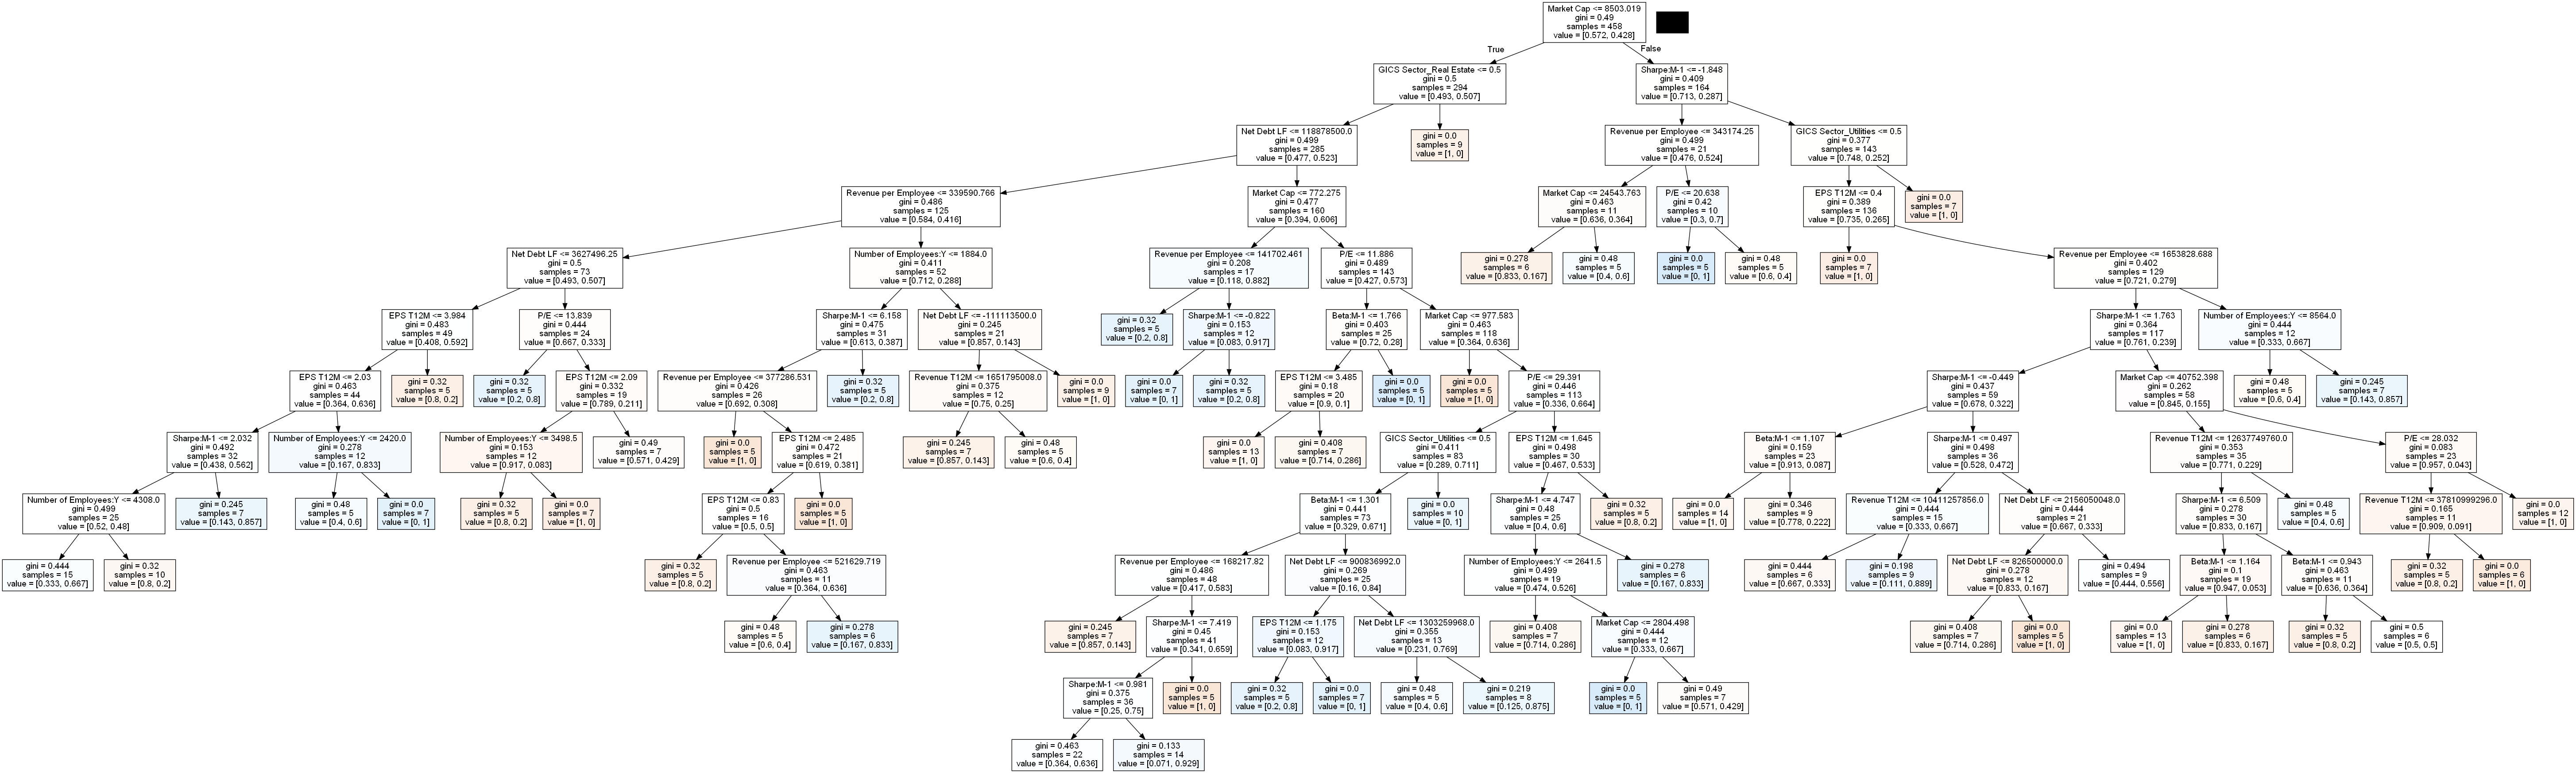 Market Cap <= 8503.019
gini = 0.49
samples = 458
value = [0.572, 0.428]
True
False
GICS Sector_Real Estate <= 0.5
gini = 0.5
samples = 294
value = [0.493, 0.507]
Sharpe:M-1 <= -1.848
gini = 0.409
samples = 164
value = [0.713, 0.287]
Net Debt LF <= 118878500.0
gini = 0.499
samples = 285
value = [0.477, 0.523]
gini = 0.0
samples = 9
value = [1, 0]
Revenue per Employee <= 343174.25
gini = 0.499
samples = 21
value = [0.476, 0.524]
GICS Sector_Utilities <= 0.5
gini = 0.377
samples = 143
value = [0.748, 0.252]
Revenue per Employee <= 339590.766
gini = 0.486
samples = 125
value = [0.584, 0.416]
Market Cap <= 772.275
gini = 0.477
samples = 160
value = [0.394, 0.606]
Market Cap <= 24543.763
gini = 0.463
samples = 11
value = [0.636, 0.364]
P/E <= 20.638
gini = 0.42
samples = 10
value = [0.3, 0.7]
EPS T12M <= 0.4
gini = 0.389
samples = 136
value = [0.735, 0.265]
gini = 0.0
samples = 7
value = [1, 0]
Net Debt LF <= 3627496.25
gini = 0.5
samples = 73
value = [0.493, 0.507]
Number of Employees:Y <= 1884.0
gini = 0.411
samples = 52
value = [0.712, 0.288]
Revenue per Employee <= 141702.461
gini = 0.208
samples = 17
value = [0.118, 0.882]
P/E <= 11.886
gini = 0.489
samples = 143
value = [0.427, 0.573]
gini = 0.278
samples = 6
value = [0.833, 0.167]
gini = 0.48
samples = 5
value = [0.4, 0.6]
gini = 0.0
samples = 5
value = [0, 1]
gini = 0.48
samples = 5
value = [0.6, 0.4]
gini = 0.0
samples = 7
value = [1, 0]
Revenue per Employee <= 1653828.688
gini = 0.402
samples = 129
value = [0.721, 0.279]
EPS T12M <= 3.984
gini = 0.483
samples = 49
value = [0.408, 0.592]
P/E <= 13.839
gini = 0.444
samples = 24
value = [0.667, 0.333]
Sharpe:M-1 <= 6.158
gini = 0.475
samples = 31
value = [0.613, 0.387]
Net Debt LF <= -111113500.0
gini = 0.245
samples = 21
value = [0.857, 0.143]
gini = 0.32
samples = 5
value = [0.2, 0.8]
Sharpe:M-1 <= -0.822
gini = 0.153
samples = 12
value = [0.083, 0.917]
Beta:M-1 <= 1.766
gini = 0.403
samples = 25
value = [0.72, 0.28]
Market Cap <= 977.583
gini = 0.463
samples = 118
value = [0.364, 0.636]
Sharpe:M-1 <= 1.763
gini = 0.364
samples = 117
value = [0.761, 0.239]
Number of Employees:Y <= 8564.0
gini = 0.444
samples = 12
value = [0.333, 0.667]
EPS T12M <= 2.03
gini = 0.463
samples = 44
value = [0.364, 0.636]
gini = 0.32
samples = 5
value = [0.8, 0.2]
gini = 0.32
samples = 5
value = [0.2, 0.8]
EPS T12M <= 2.09
gini = 0.332
samples = 19
value = [0.789, 0.211]
Revenue per Employee <= 377286.531
gini = 0.426
samples = 26
value = [0.692, 0.308]
gini = 0.32
samples = 5
value = [0.2, 0.8]
Revenue T12M <= 1651795008.0
gini = 0.375
samples = 12
value = [0.75, 0.25]
gini = 0.0
samples = 9
value = [1, 0]
gini = 0.0
samples = 7
value = [0, 1]
gini = 0.32
samples = 5
value = [0.2, 0.8]
EPS T12M <= 3.485
gini = 0.18
samples = 20
value = [0.9, 0.1]
gini = 0.0
samples = 5
value = [0, 1]
gini = 0.0
samples = 5
value = [1, 0]
P/E <= 29.391
gini = 0.446
samples = 113
value = [0.336, 0.664]
Sharpe:M-1 <= -0.449
gini = 0.437
samples = 59
value = [0.678, 0.322]
Market Cap <= 40752.398
gini = 0.262
samples = 58
value = [0.845, 0.155]
gini = 0.48
samples = 5
value = [0.6, 0.4]
gini = 0.245
samples = 7
value = [0.143, 0.857]
Sharpe:M-1 <= 2.032
gini = 0.492
samples = 32
value = [0.438, 0.562]
Number of Employees:Y <= 2420.0
gini = 0.278
samples = 12
value = [0.167, 0.833]
Number of Employees:Y <= 3498.5
gini = 0.153
samples = 12
value = [0.917, 0.083]
gini = 0.49
samples = 7
value = [0.571, 0.429]
gini = 0.0
samples = 5
value = [1, 0]
EPS T12M <= 2.485
gini = 0.472
samples = 21
value = [0.619, 0.381]
gini = 0.245
samples = 7
value = [0.857, 0.143]
gini = 0.48
samples = 5
value = [0.6, 0.4]
gini = 0.0
samples = 13
value = [1, 0]
gini = 0.408
samples = 7
value = [0.714, 0.286]
GICS Sector_Utilities <= 0.5
gini = 0.411
samples = 83
value = [0.289, 0.711]
EPS T12M <= 1.645
gini = 0.498
samples = 30
value = [0.467, 0.533]
Beta:M-1 <= 1.107
gini = 0.159
samples = 23
value = [0.913, 0.087]
Sharpe:M-1 <= 0.497
gini = 0.498
samples = 36
value = [0.528, 0.472]
Revenue T12M <= 12637749760.0
gini = 0.353
samples = 35
value = [0.771, 0.229]
P/E <= 28.032
gini = 0.083
samples = 23
value = [0.957, 0.043]
Number of Employees:Y <= 4308.0
gini = 0.499
samples = 25
value = [0.52, 0.48]
gini = 0.245
samples = 7
value = [0.143, 0.857]
gini = 0.48
samples = 5
value = [0.4, 0.6]
gini = 0.0
samples = 7
value = [0, 1]
gini = 0.32
samples = 5
value = [0.8, 0.2]
gini = 0.0
samples = 7
value = [1, 0]
EPS T12M <= 0.83
gini = 0.5
samples = 16
value = [0.5, 0.5]
gini = 0.0
samples = 5
value = [1, 0]
Beta:M-1 <= 1.301
gini = 0.441
samples = 73
value = [0.329, 0.671]
gini = 0.0
samples = 10
value = [0, 1]
Sharpe:M-1 <= 4.747
gini = 0.48
samples = 25
value = [0.4, 0.6]
gini = 0.32
samples = 5
value = [0.8, 0.2]
gini = 0.0
samples = 14
value = [1, 0]
gini = 0.346
samples = 9
value = [0.778, 0.222]
Revenue T12M <= 10411257856.0
gini = 0.444
samples = 15
value = [0.333, 0.667]
Net Debt LF <= 2156050048.0
gini = 0.444
samples = 21
value = [0.667, 0.333]
Sharpe:M-1 <= 6.509
gini = 0.278
samples = 30
value = [0.833, 0.167]
gini = 0.48
samples = 5
value = [0.4, 0.6]
Revenue T12M <= 37810999296.0
gini = 0.165
samples = 11
value = [0.909, 0.091]
gini = 0.0
samples = 12
value = [1, 0]
gini = 0.444
samples = 15
value = [0.333, 0.667]
gini = 0.32
samples = 10
value = [0.8, 0.2]
gini = 0.32
samples = 5
value = [0.8, 0.2]
Revenue per Employee <= 521629.719
gini = 0.463
samples = 11
value = [0.364, 0.636]
Revenue per Employee <= 168217.82
gini = 0.486
samples = 48
value = [0.417, 0.583]
Net Debt LF <= 900836992.0
gini = 0.269
samples = 25
value = [0.16, 0.84]
Number of Employees:Y <= 2641.5
gini = 0.499
samples = 19
value = [0.474, 0.526]
gini = 0.278
samples = 6
value = [0.167, 0.833]
gini = 0.444
samples = 6
value = [0.667, 0.333]
gini = 0.198
samples = 9
value = [0.111, 0.889]
Net Debt LF <= 826500000.0
gini = 0.278
samples = 12
value = [0.833, 0.167]
gini = 0.494
samples = 9
value = [0.444, 0.556]
Beta:M-1 <= 1.164
gini = 0.1
samples = 19
value = [0.947, 0.053]
Beta:M-1 <= 0.943
gini = 0.463
samples = 11
value = [0.636, 0.364]
gini = 0.32
samples = 5
value = [0.8, 0.2]
gini = 0.0
samples = 6
value = [1, 0]
gini = 0.48
samples = 5
value = [0.6, 0.4]
gini = 0.278
samples = 6
value = [0.167, 0.833]
gini = 0.245
samples = 7
value = [0.857, 0.143]
Sharpe:M-1 <= 7.419
gini = 0.45
samples = 41
value = [0.341, 0.659]
EPS T12M <= 1.175
gini = 0.153
samples = 12
value = [0.083, 0.917]
Net Debt LF <= 1303259968.0
gini = 0.355
samples = 13
value = [0.231, 0.769]
gini = 0.408
samples = 7
value = [0.714, 0.286]
Market Cap <= 2804.498
gini = 0.444
samples = 12
value = [0.333, 0.667]
gini = 0.408
samples = 7
value = [0.714, 0.286]
gini = 0.0
samples = 5
value = [1, 0]
gini = 0.0
samples = 13
value = [1, 0]
gini = 0.278
samples = 6
value = [0.833, 0.167]
gini = 0.32
samples = 5
value = [0.8, 0.2]
gini = 0.5
samples = 6
value = [0.5, 0.5]
Sharpe:M-1 <= 0.981
gini = 0.375
samples = 36
value = [0.25, 0.75]
gini = 0.0
samples = 5
value = [1, 0]
gini = 0.32
samples = 5
value = [0.2, 0.8]
gini = 0.0
samples = 7
value = [0, 1]
gini = 0.48
samples = 5
value = [0.4, 0.6]
gini = 0.219
samples = 8
value = [0.125, 0.875]
gini = 0.0
samples = 5
value = [0, 1]
gini = 0.49
samples = 7
value = [0.571, 0.429]
gini = 0.463
samples = 22
value = [0.364, 0.636]
gini = 0.133
samples = 14
value = [0.071, 0.929]